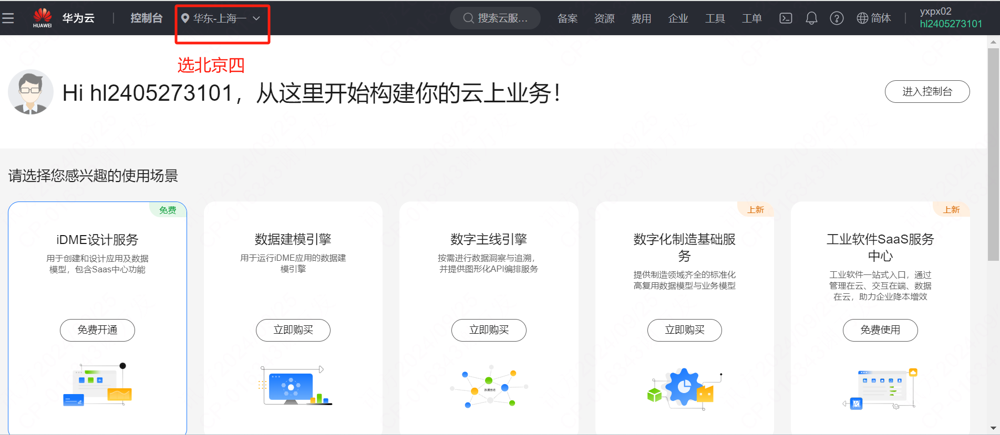 HUAWEI
华为云
控制台
华东-上海一
搜索云服...
备案
资源
费用
企业
工具
工单
简体
yxpx02
hl2405273101
选北京四
Hi hl2405273101，从这里开始构建你的云上业务！
进入控制台
请选择您感兴趣的使用场景
免费
iDME设计服务
用于创建和设计应用及数据
模型，包含Saas中心功能
免费开通
数据建模引擎
用于运行iDME应用的数据建
模引擎
立即购买
数字主线引擎
按需进行数据洞察与追溯，
并提供图形化API编排服务
立即购买
上新
数字化制造基础服
务
提供制造领域齐全的标准化
高复用数据模型与业务模型
立即购买
上新
工业软件SaaS服务
中心
工业软件一站式入口，通过
管理在云、交互在端、数据
在云，助力企业降本增效
免费使用